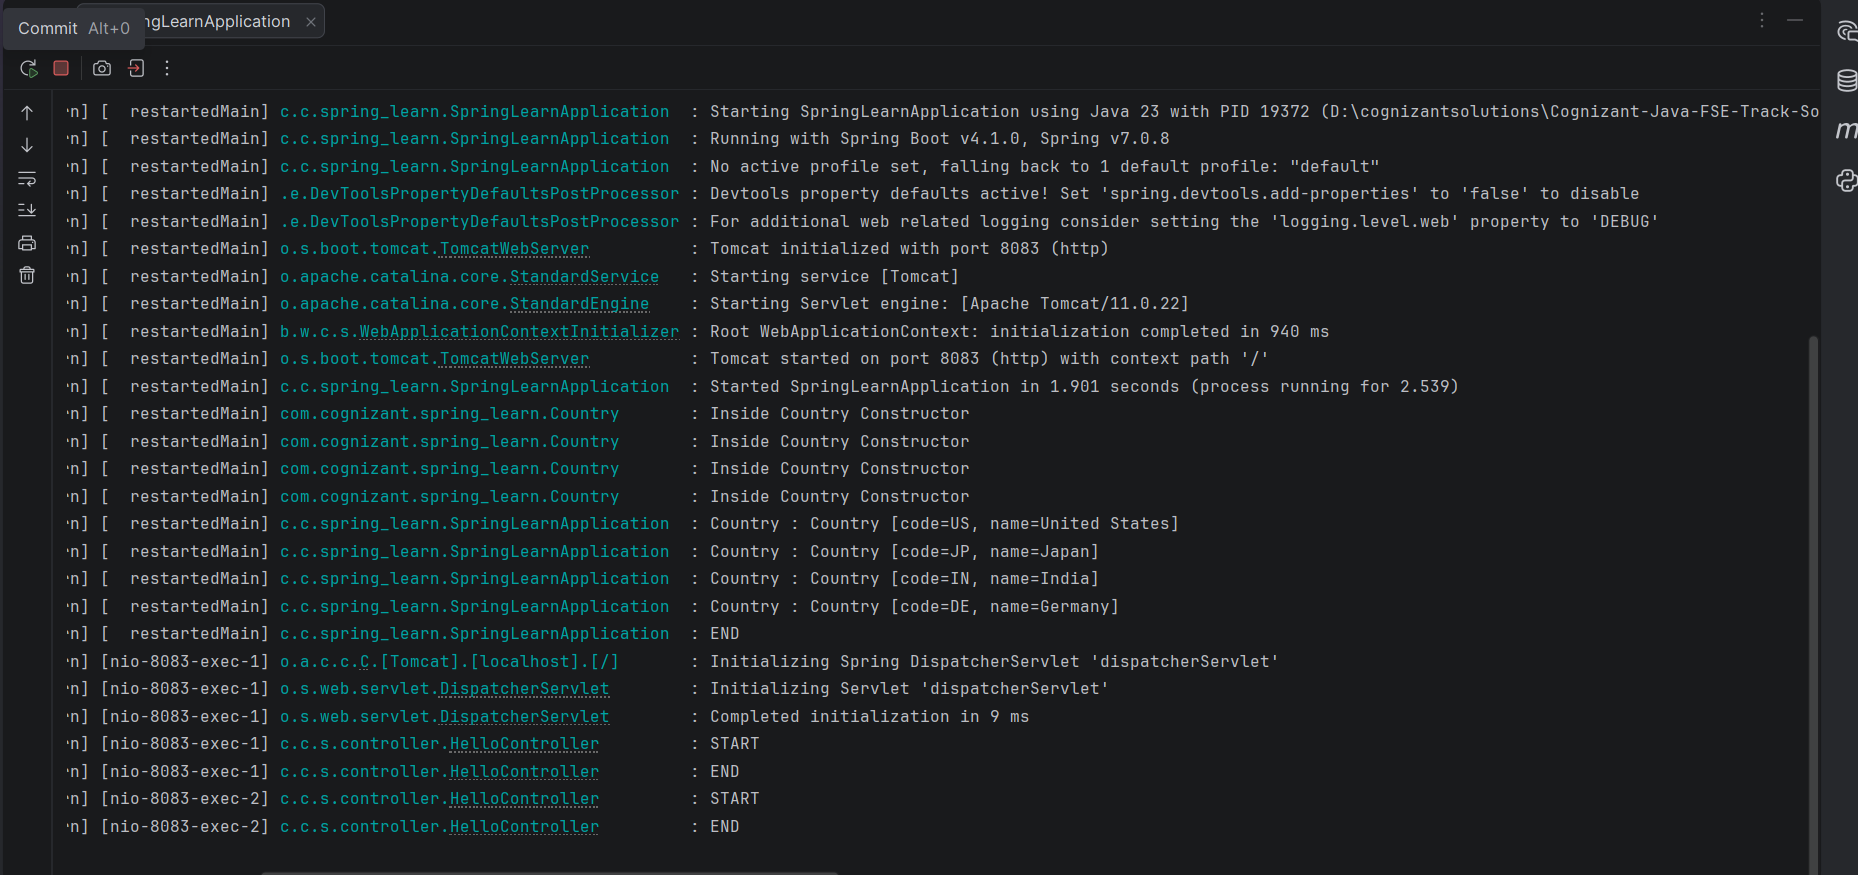 Commit Alt+0
ngLearnApplication
n] [  restartedMain] c.c.spring_learn.SpringLearnApplication  : Starting SpringLearnApplication using Java 23 with PID 19372 (D:\cognizantsolutions\Cognizant-Java-FSE-Track-So
n] [  restartedMain] c.c.spring_learn.SpringLearnApplication  : Running with Spring Boot v4.1.0, Spring v7.0.8
n] [  restartedMain] c.c.spring_learn.SpringLearnApplication  : No active profile set, falling back to 1 default profile: "default"
n] [  restartedMain] .e.DevToolsPropertyDefaultsPostProcessor : Devtools property defaults active! Set 'spring.devtools.add-properties' to 'false' to disable
n] [  restartedMain] .e.DevToolsPropertyDefaultsPostProcessor : For additional web related logging consider setting the 'logging.level.web' property to 'DEBUG'
n] [  restartedMain] o.s.boot.tomcat.TomcatWebServer          : Tomcat initialized with port 8083 (http)
n] [  restartedMain] o.apache.catalina.core.StandardService   : Starting service [Tomcat]
n] [  restartedMain] o.apache.catalina.core.StandardEngine    : Starting Servlet engine: [Apache Tomcat/11.0.22]
n] [  restartedMain] b.w.c.s.WebApplicationContextInitializer : Root WebApplicationContext: initialization completed in 940 ms
n] [  restartedMain] o.s.boot.tomcat.TomcatWebServer          : Tomcat started on port 8083 (http) with context path '/'
n] [  restartedMain] c.c.spring_learn.SpringLearnApplication  : Started SpringLearnApplication in 1.901 seconds (process running for 2.539)
n] [  restartedMain] com.cognizant.spring_learn.Country       : Inside Country Constructor
n] [  restartedMain] com.cognizant.spring_learn.Country       : Inside Country Constructor
n] [  restartedMain] com.cognizant.spring_learn.Country       : Inside Country Constructor
n] [  restartedMain] com.cognizant.spring_learn.Country       : Inside Country Constructor
n] [  restartedMain] c.c.spring_learn.SpringLearnApplication  : Country : Country [code=US, name=United States]
n] [  restartedMain] c.c.spring_learn.SpringLearnApplication  : Country : Country [code=JP, name=Japan]
n] [  restartedMain] c.c.spring_learn.SpringLearnApplication  : Country : Country [code=IN, name=India]
n] [  restartedMain] c.c.spring_learn.SpringLearnApplication  : Country : Country [code=DE, name=Germany]
n] [  restartedMain] c.c.spring_learn.SpringLearnApplication  : END
n] [nio-8083-exec-1] o.a.c.c.C.[Tomcat].[localhost].[/]       : Initializing Spring DispatcherServlet 'dispatcherServlet'
n] [nio-8083-exec-1] o.s.web.servlet.DispatcherServlet        : Initializing Servlet 'dispatcherServlet'
n] [nio-8083-exec-1] o.s.web.servlet.DispatcherServlet        : Completed initialization in 9 ms
n] [nio-8083-exec-1] c.c.s.controller.HelloController         : START
n] [nio-8083-exec-1] c.c.s.controller.HelloController         : END
n] [nio-8083-exec-2] c.c.s.controller.HelloController         : START
n] [nio-8083-exec-2] c.c.s.controller.HelloController         : END